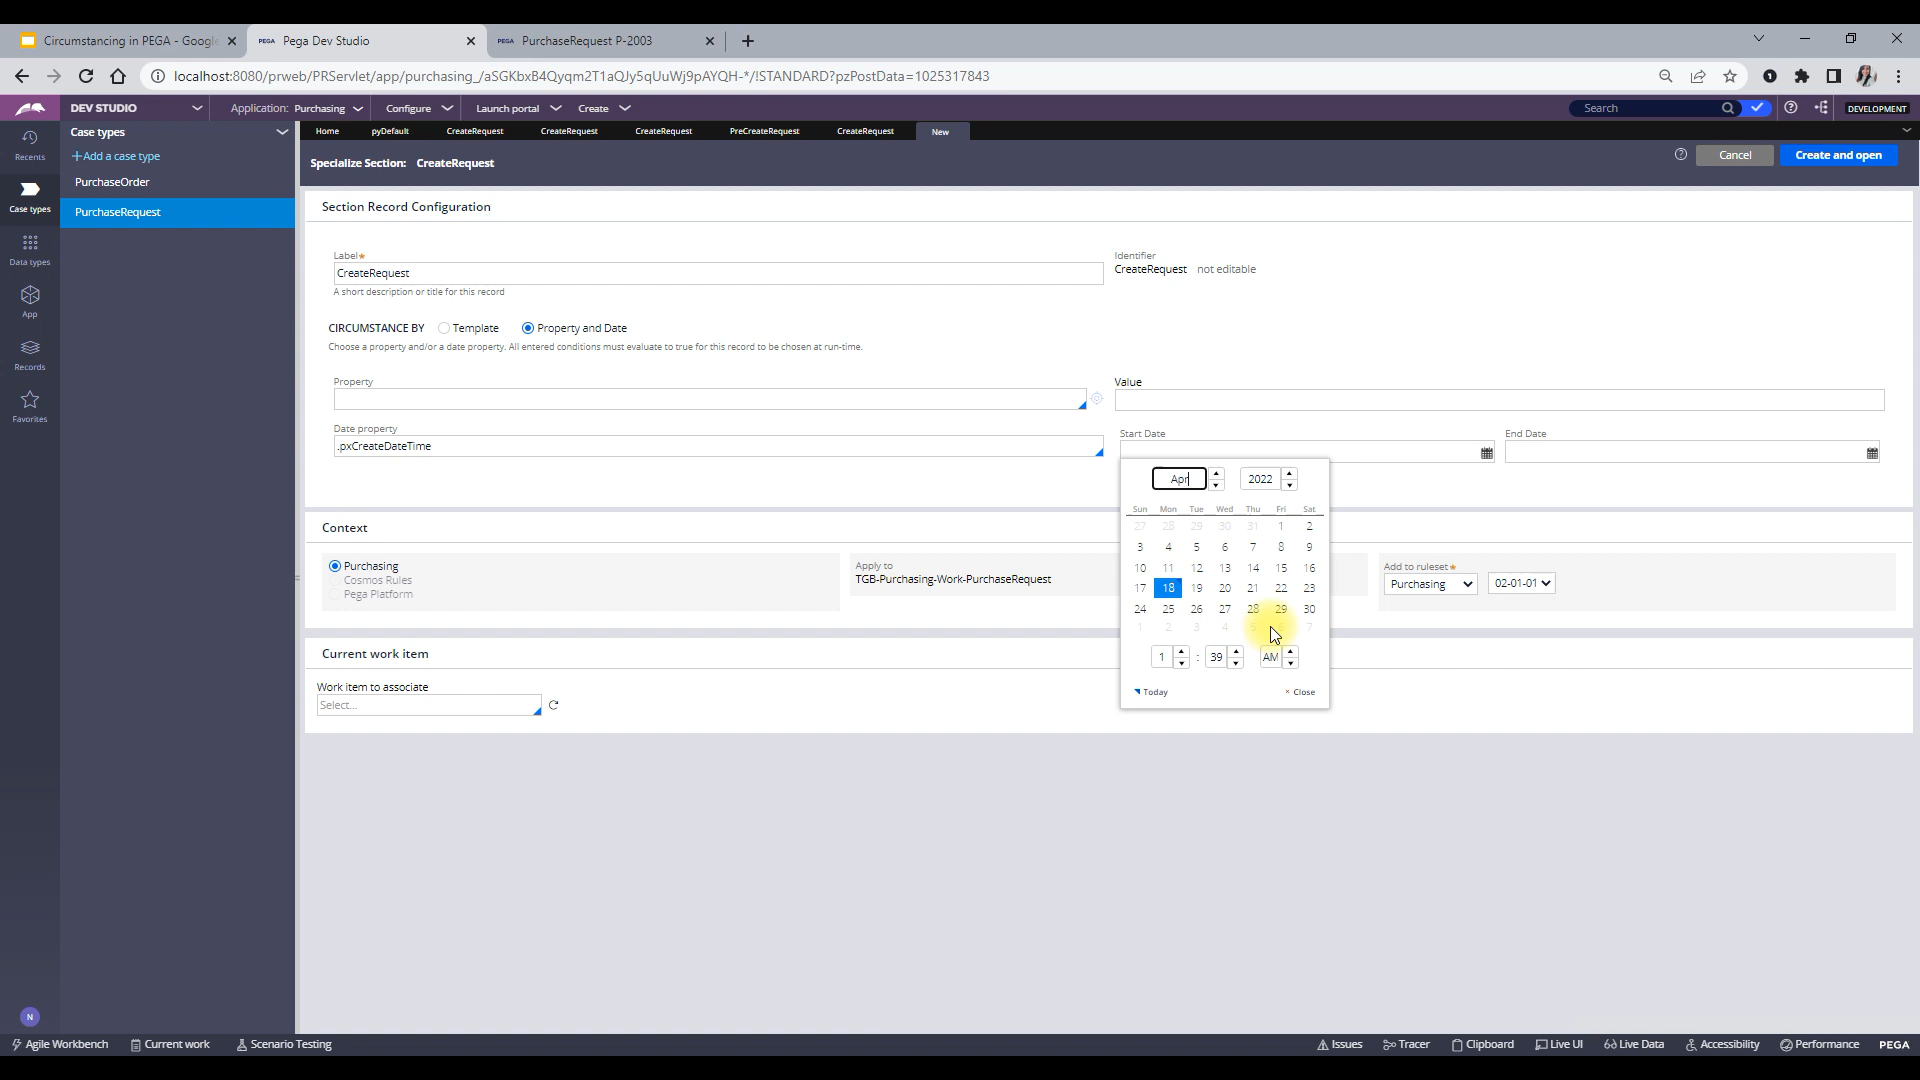 Circumstancing in PEGA - Google
PEGA Pega Dev Studio
PEGA PurchaseRequest P-2003
localhost:8080/prweb/PRServlet/app/purchasing_/aSGKbxB4Qyqm2T1aQJy5qUuWj9pAYQH-*/!STANDARD?pzPostData=1025317843
DEV STUDIO
Application: Purchasing
Configure
Launch portal
Create
Search
DEVELOPMENT
Recents
Case types
Data types
App
Records
Favorites
N
Case types
+Add a case type
PurchaseOrder
PurchaseRequest
Home
pyDefault
CreateRequest
CreateRequest
CreateRequest
PreCreateRequest
CreateRequest
New
Specialize Section: CreateRequest
Cancel
Create and open
Section Record Configuration
Label*
CreateRequest
A short description or title for this record
Identifier
CreateRequest not editable
CIRCUMSTANCE BY Template Property and Date
Choose a property and/or a date property. All entered conditions must evaluate to true for this record to be chosen at run-time.
Property
Value
Date property
.pxCreateDateTime
Start Date
End Date
Apr 2022
Sun Mon Tue Wed Thu Fri Sat
27 28 29 30 31 1 2
3 4 5 6 7 8 9
10 11 12 13 14 15 16
17 18 19 20 21 22 23
24 25 26 27 28 29 30
1 2 3 4 5 6 7
1 : 39 AM
Today
× Close
Context
Purchasing
Cosmos Rules
Pega Platform
Apply to
TGB-Purchasing-Work-PurchaseRequest
Add to ruleset*
Purchasing
02-01-01
Current work item
Work item to associate
Select...
Agile Workbench
Current work
Scenario Testing
Issues
Tracer
Clipboard
Live UI
Live Data
Accessibility
Performance
PEGA